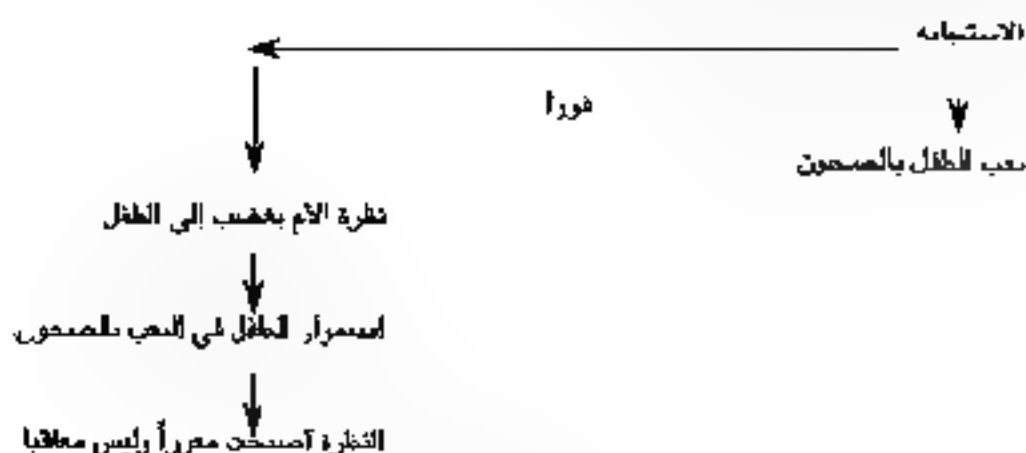 الاستجابة
فورا
لعب الطفل بالصحون
نظرة الأم بغضب إلى الطفل
استمرار الطفل في اللعب بالصحون
النظرة أصبحت معززاً وليس معاقبا